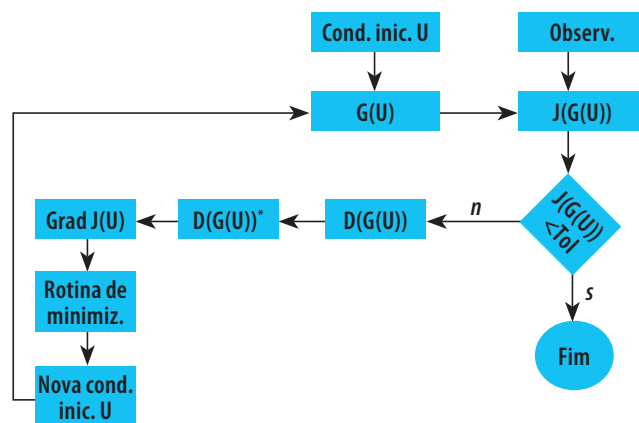 Cond. inic. U
Observ.
G(U)
J(G(U))
J(G(U))
<Tol
n
D(G(U))
D(G(U))*
Grad J(U)
Rotina de
minimiz.
Nova cond.
inic. U
s
Fim